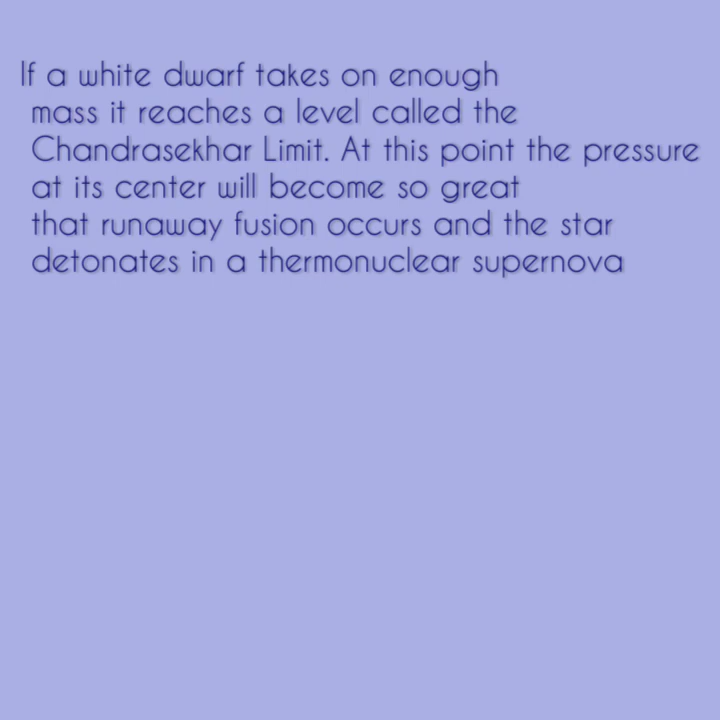 If a white dwarf takes on enough
mass it reaches a level called the
Chandrasekhar Limit. At this point the pressure
at its center will become so great
that runaway fusion occurs and the star
detonates in a thermonuclear supernova